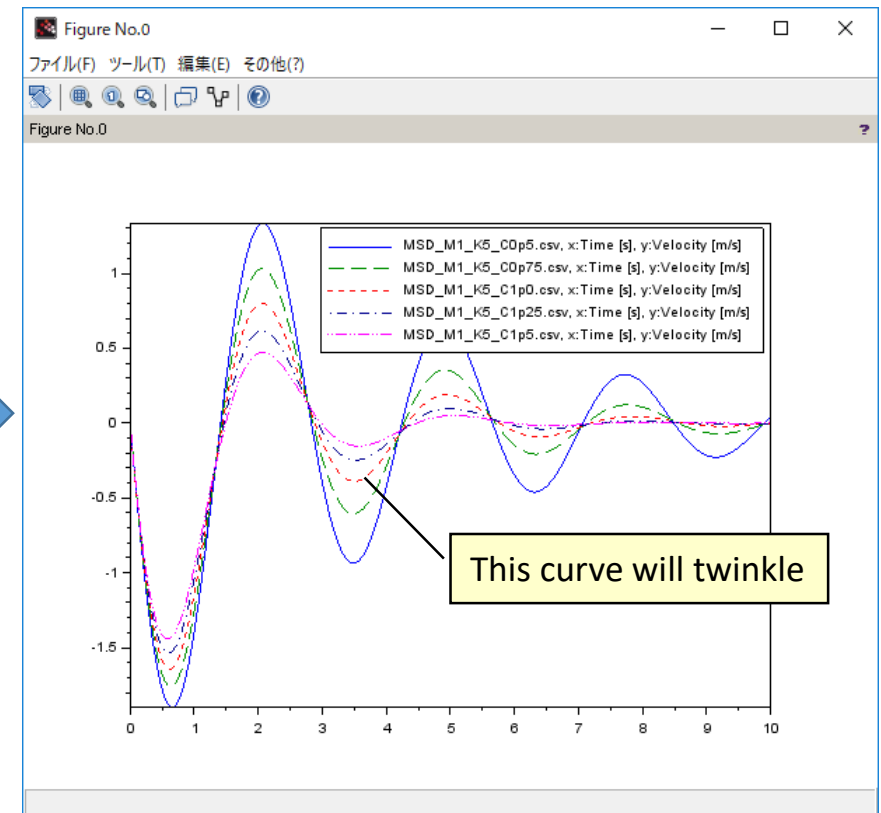 Figure No.0
ファイル(F) ツール(T) 編集(E) その他(?)
Figure No.0 ?
MSD_M1_K5_C0p5.csv, x:Time [s], y:Velocity [m/s]
MSD_M1_K5_C0p75.csv, x:Time [s], y:Velocity [m/s]
MSD_M1_K5_C1p0.csv, x:Time [s], y:Velocity [m/s]
MSD_M1_K5_C1p25.csv, x:Time [s], y:Velocity [m/s]
MSD_M1_K5_C1p5.csv, x:Time [s], y:Velocity [m/s]
1
0.5
0
-0.5
-1
-1.5
This curve will twinkle
0 1 2 3 4 5 6 7 8 9 10